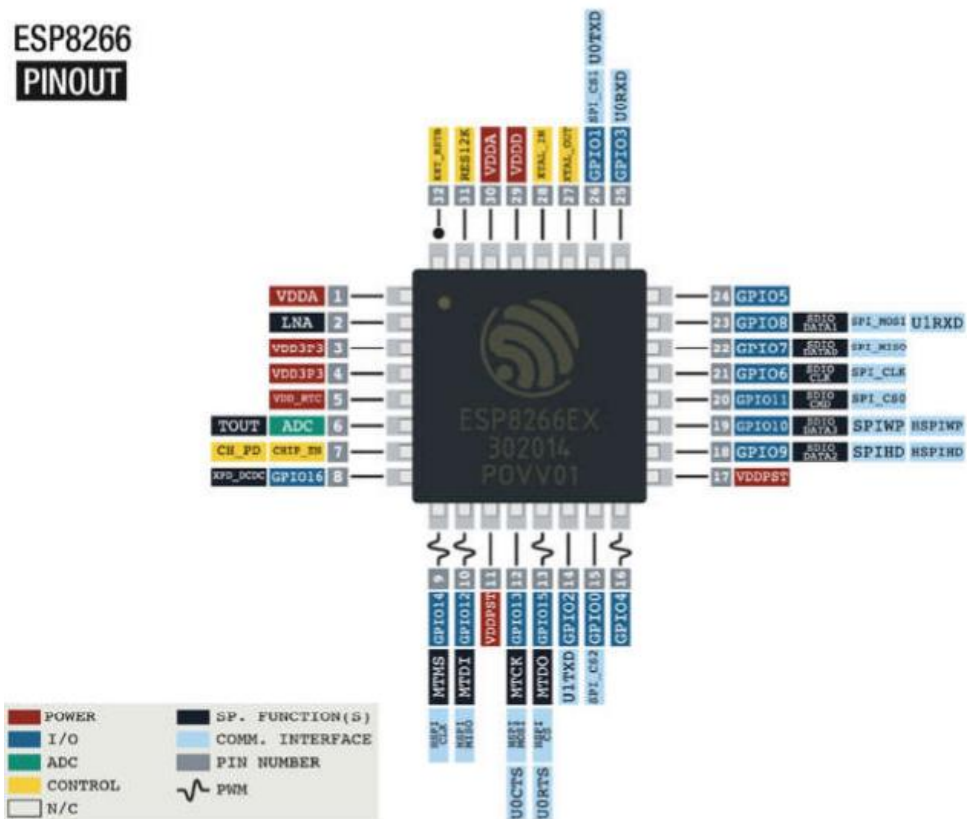 ESP8266
PINOUT
U0TXD
SPI_CS1
U0RXD
EXT_RSTB
RES12K
VDDA
VDDD
XTAL_IN
XTAL_OUT
GPIO1
GPIO3
32 31 30 29 28 27 26 25
VDDA 1
LNA 2
VDD3P3 3
VDD3P3 4
VDD_RTC 5
TOUT ADC 6
CH_PD CHIP_EN 7
XPD_DCDC GPIO16 8
ESP8266EX
302014
P0VV01
24 GPIO5
23 GPIO8 SDIO DATA1 SPI_MOSI U1RXD
22 GPIO7 SDIO DATA0 SPI_MISO
21 GPIO6 SDIO CLK SPI_CLK
20 GPIO11 SDIO CMD SPI_CS0
19 GPIO10 SDIO DATA3 SPIWP HSPIWP
18 GPIO9 SDIO DATA2 SPIHD HSPIHD
17 VDDPST
9 GPIO14 MTMS HSPI CLK
10 GPIO12 MTDI HSPI MISO
11 VDDPST
12 GPIO13 MTCK HSPI MOSI U0CTS
13 GPIO15 MTDO HSPI CS U0RTS
14 GPIO2 U1TXD
15 GPIO0 SPI_CS2
16 GPIO4
POWER
I/O
ADC
CONTROL
N/C
SP. FUNCTION(S)
COMM. INTERFACE
PIN NUMBER
PWM